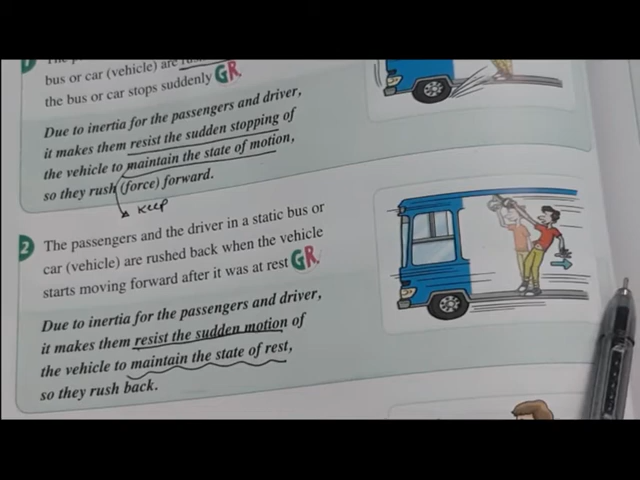 bus or car (vehicle) are
the bus or car stops suddenly GR
Due to inertia for the passengers and driver,
it makes them resist the sudden stopping of
the vehicle to maintain the state of motion,
so they rush (force) forward.
keep
2 The passengers and the driver in a static bus or
car (vehicle) are rushed back when the vehicle
starts moving forward after it was at rest GR
Due to inertia for the passengers and driver,
it makes them resist the sudden motion of
the vehicle to maintain the state of rest,
so they rush back.